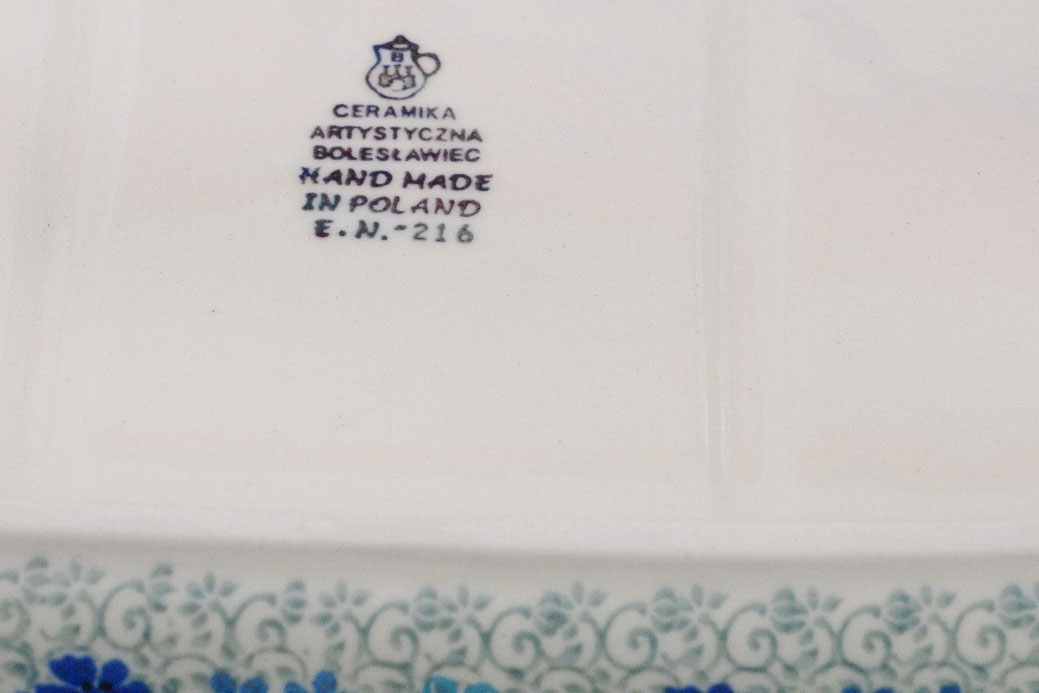 B
CERAMIKA
ARTYSTYCZNA
BOLESŁAWIEC
HAND MADE
IN POLAND
E.N.-216